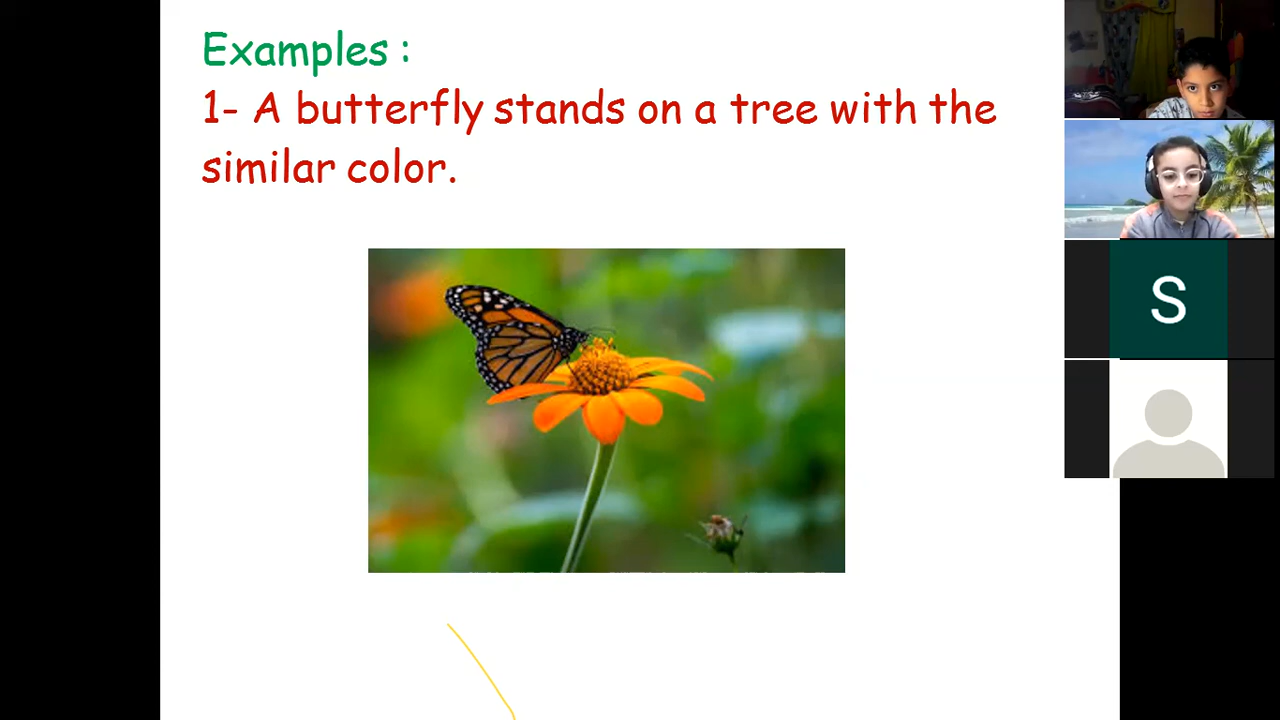 Examples :
1- A butterfly stands on a tree with the
similar color.
S